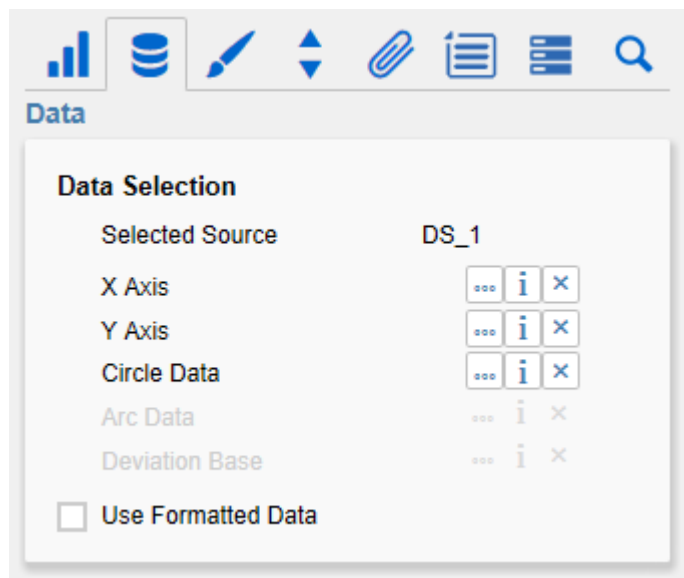 Data
Data Selection
Selected Source DS_1
X Axis ... i ×
Y Axis ... i ×
Circle Data ... i ×
Arc Data ... i ×
Deviation Base ... i ×
Use Formatted Data